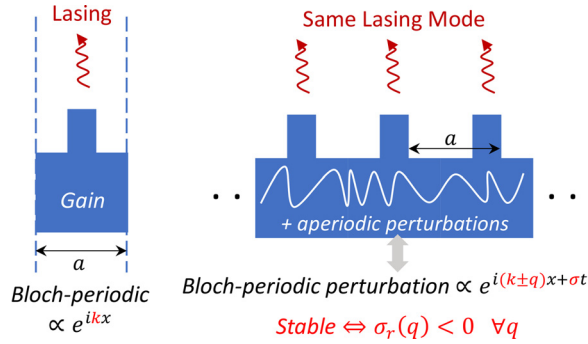 Lasing
Gain
a
Bloch-periodic
∝ e^{ikx}
Same Lasing Mode
a
. .
+ aperiodic perturbations
. .
Bloch-periodic perturbation ∝ e^{i(k±q)x+σt}
Stable ⇔ σ_r(q) < 0 ∀q